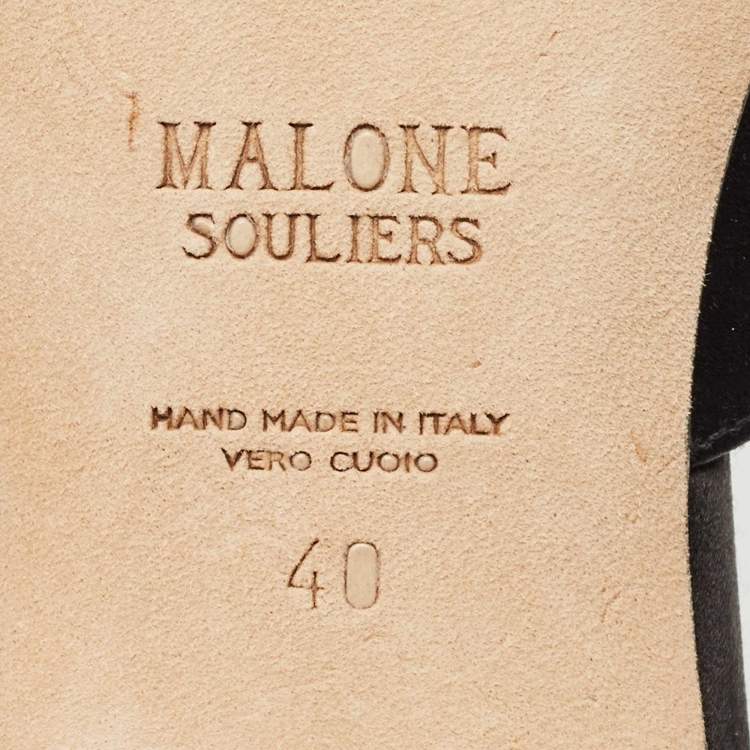 MALONE
SOULIERS
HAND MADE IN ITALY
VERO CUOIO
40